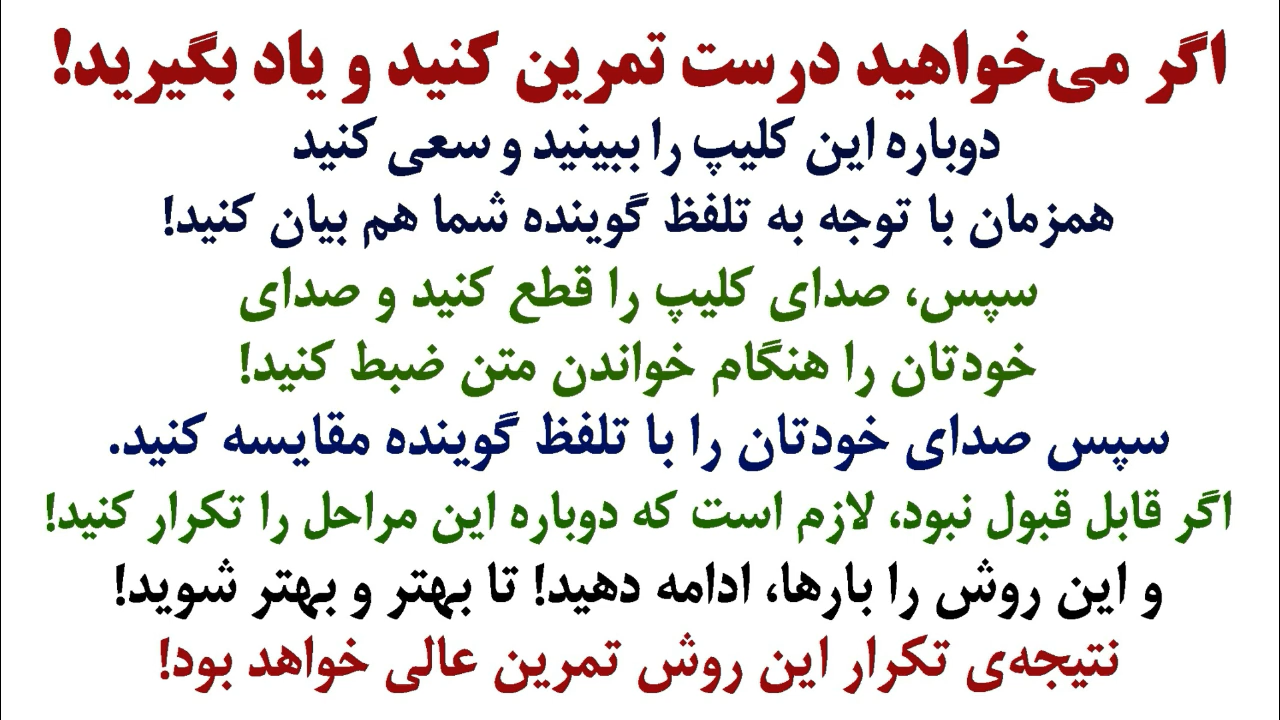 اگر می‌خواهید درست تمرین کنید و یاد بگیرید!
دوباره این کلیپ را ببینید و سعی کنید
همزمان با توجه به تلفظ گوینده شما هم بیان کنید!
سپس، صدای کلیپ را قطع کنید و صدای
خودتان را هنگام خواندن متن ضبط کنید!
سپس صدای خودتان را با تلفظ گوینده مقایسه کنید.
اگر قابل قبول نبود، لازم است که دوباره این مراحل را تکرار کنید!
و این روش را بارها، ادامه دهید! تا بهتر و بهتر شوید!
نتیجه‌ی تکرار این روش تمرین عالی خواهد بود!